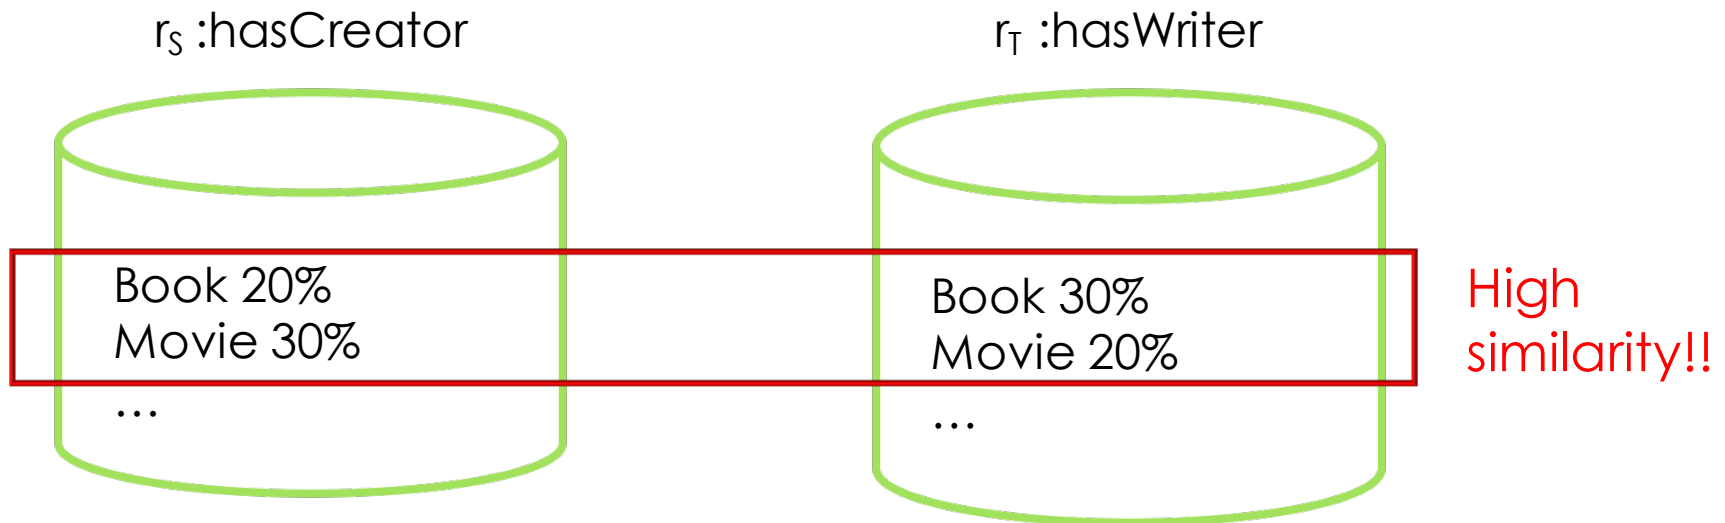 rS :hasCreator
rT :hasWriter
Book 20%
Movie 30%
...
Book 30%
Movie 20%
...
High
similarity!!